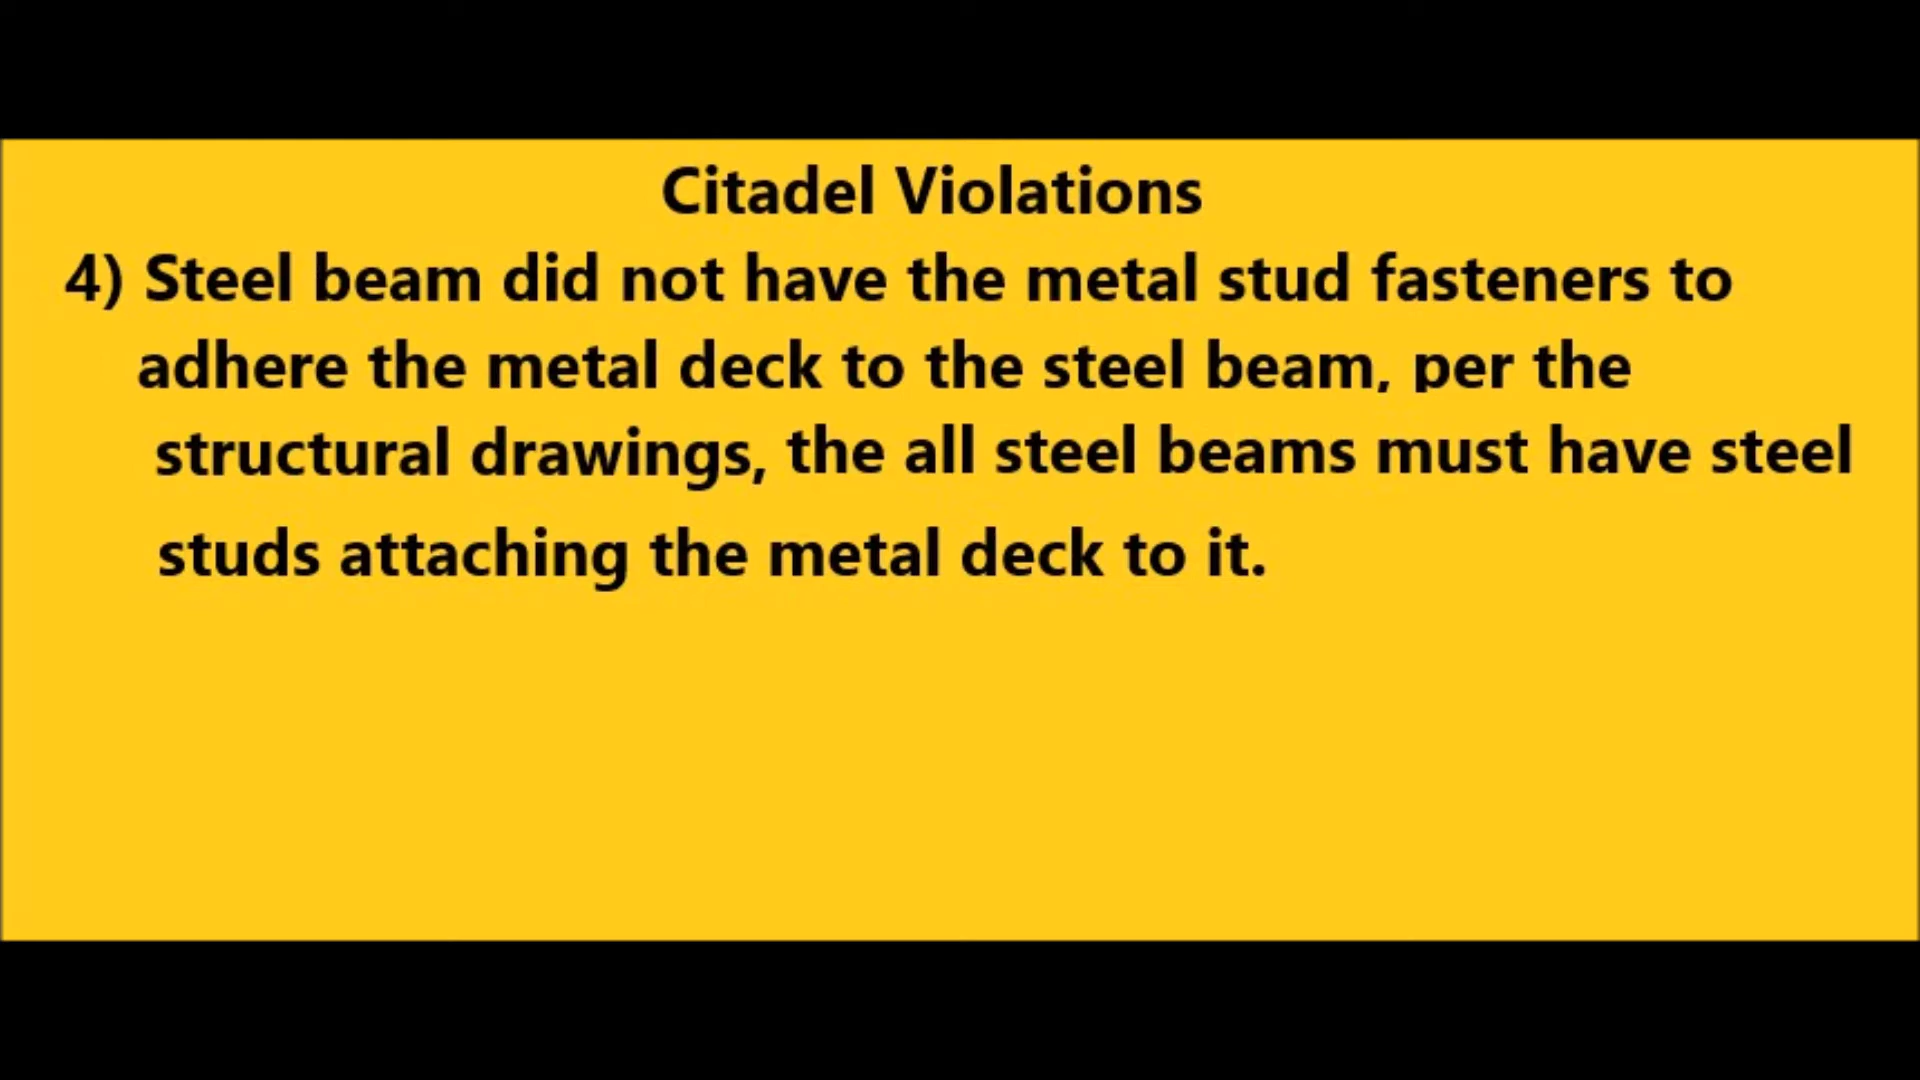 Citadel Violations
4) Steel beam did not have the metal stud fasteners to
adhere the metal deck to the steel beam, per the
structural drawings, the all steel beams must have steel
studs attaching the metal deck to it.